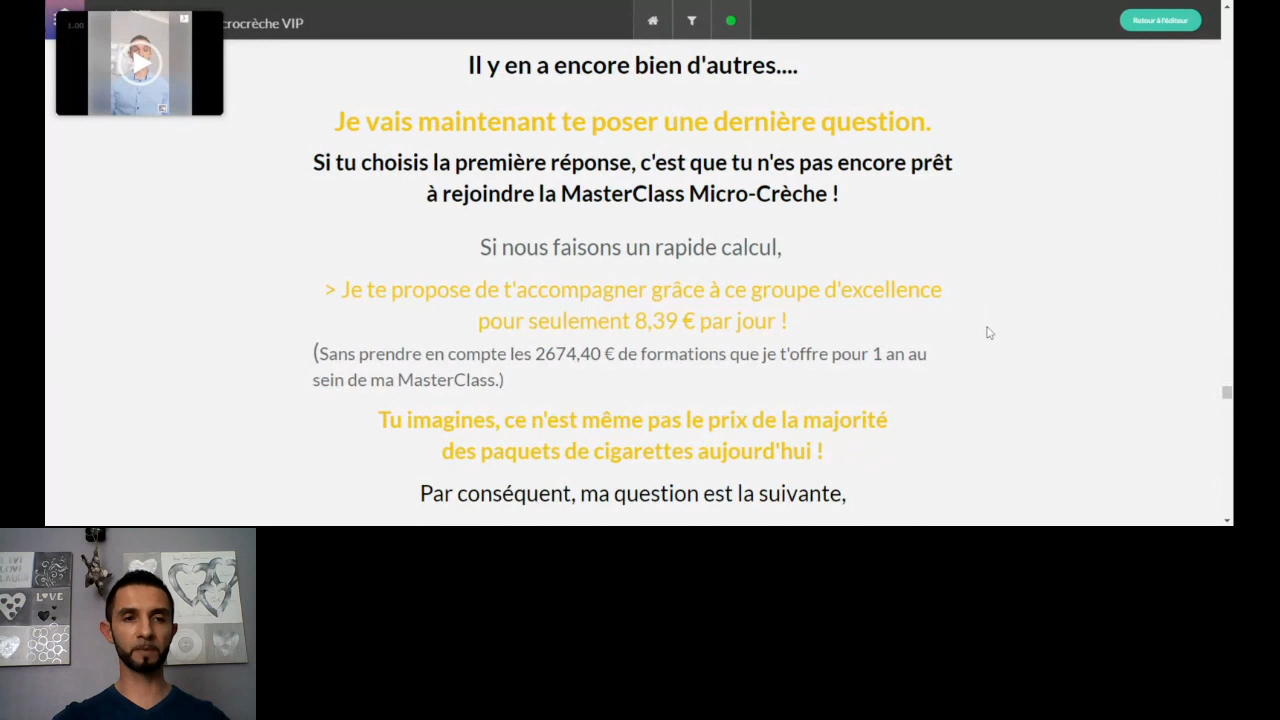 1.00
crocrèche VIP
Retour à l'éditeur
Il y en a encore bien d'autres....
Je vais maintenant te poser une dernière question.
Si tu choisis la première réponse, c'est que tu n'es pas encore prêt
à rejoindre la MasterClass Micro-Crèche !
Si nous faisons un rapide calcul,
> Je te propose de t'accompagner grâce à ce groupe d'excellence
pour seulement 8,39 € par jour !
(Sans prendre en compte les 2674,40 € de formations que je t'offre pour 1 an au
sein de ma MasterClass.)
Tu imagines, ce n'est même pas le prix de la majorité
des paquets de cigarettes aujourd'hui !
Par conséquent, ma question est la suivante,
LOVE